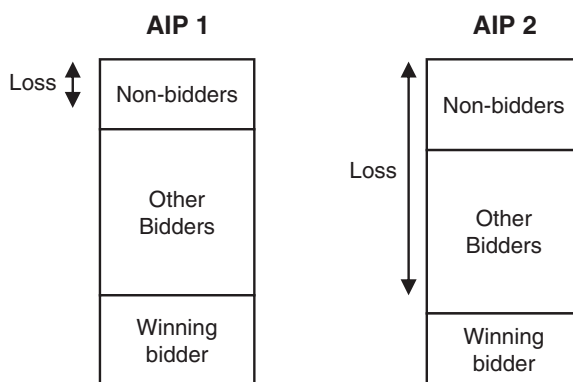 AIP 1
AIP 2
Loss
Non-bidders
Other
Bidders
Winning
bidder
Loss
Non-bidders
Other
Bidders
Winning
bidder